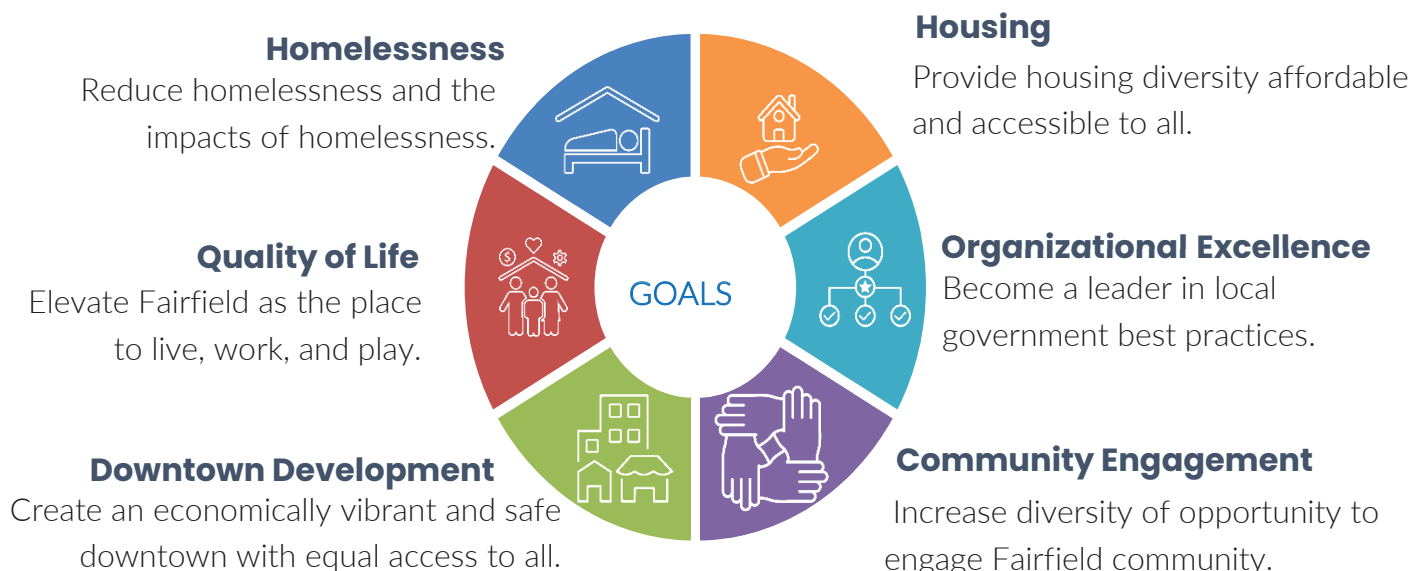 Homelessness
Reduce homelessness and the
impacts of homelessness.
Housing
Provide housing diversity affordable
and accessible to all.
Quality of Life
Elevate Fairfield as the place
to live, work, and play.
GOALS
$
Organizational Excellence
Become a leader in local
government best practices.
Downtown Development
Create an economically vibrant and safe
downtown with equal access to all.
Community Engagement
Increase diversity of opportunity to
engage Fairfield community.